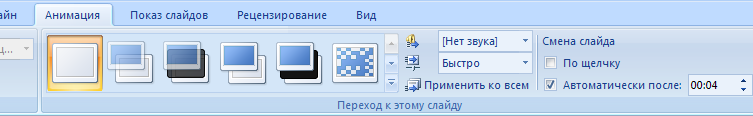 йн Анимация Показ слайдов Рецензирование Вид
ц... [Нет звука] Смена слайда
Быстро По щелчку
Применить ко всем Автоматически после: 00:04
Переход к этому слайду